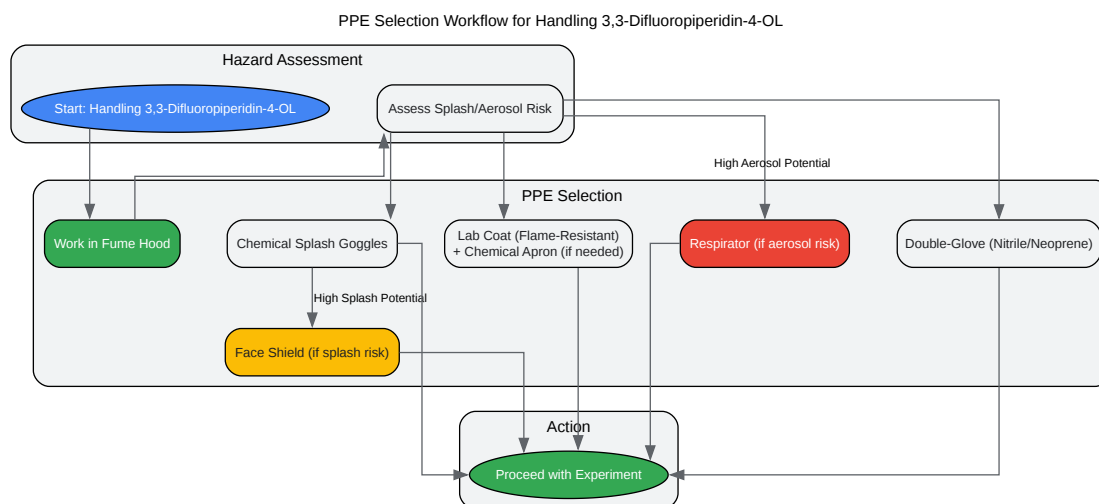 PPE Selection Workflow for Handling 3,3-Difluoropiperidin-4-OL
Hazard Assessment
Start: Handling 3,3-Difluoropiperidin-4-OL
Assess Splash/Aerosol Risk
High Aerosol Potential
PPE Selection
Work in Fume Hood
Chemical Splash Goggles
Lab Coat (Flame-Resistant)
+ Chemical Apron (if needed)
Respirator (if aerosol risk)
Double-Glove (Nitrile/Neoprene)
High Splash Potential
Face Shield (if splash risk)
Action
Proceed with Experiment